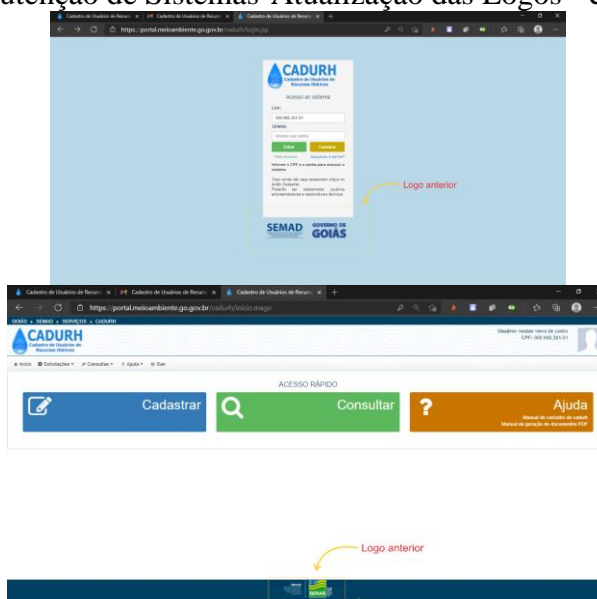 utenção de Sistemas-Atualização das Logos
Cadastro de Usuários de Recurs
Cadastro de Usuários de Recurs
Cadastro de Usuários de Recurs
https://portal.meioambiente.go.gov.br/cadurh/login.jsp
CADURH
Cadastro de Usuários de
Recursos Hídricos
Acesso ao sistema
CPF:
SENHA:
Informe sua senha
Entrar
Cadastrar
Esqueceu a senha?
Informe o CPF e a senha para acessar o
sistema.
Logo anterior
SEMAD
GOVERNO DE
GOIÁS
Cadastro de Usuários de Recurs
Cadastro de Usuários de Recurs
Cadastro de Usuários de Recurs
https://portal.meioambiente.go.gov.br/cadurh/inicio.mago
GOIÁS
SEMAD
SERVIÇOS
CADURH
CADURH
Cadastro de Usuários de
Recursos Hídricos
Início
Solicitações
Consultas
Ajuda
Sair
ACESSO RÁPIDO
Cadastrar
Consultar
Ajuda
Manual de cadastro do cadurh
Manual de geração de documentos PDF
Logo anterior